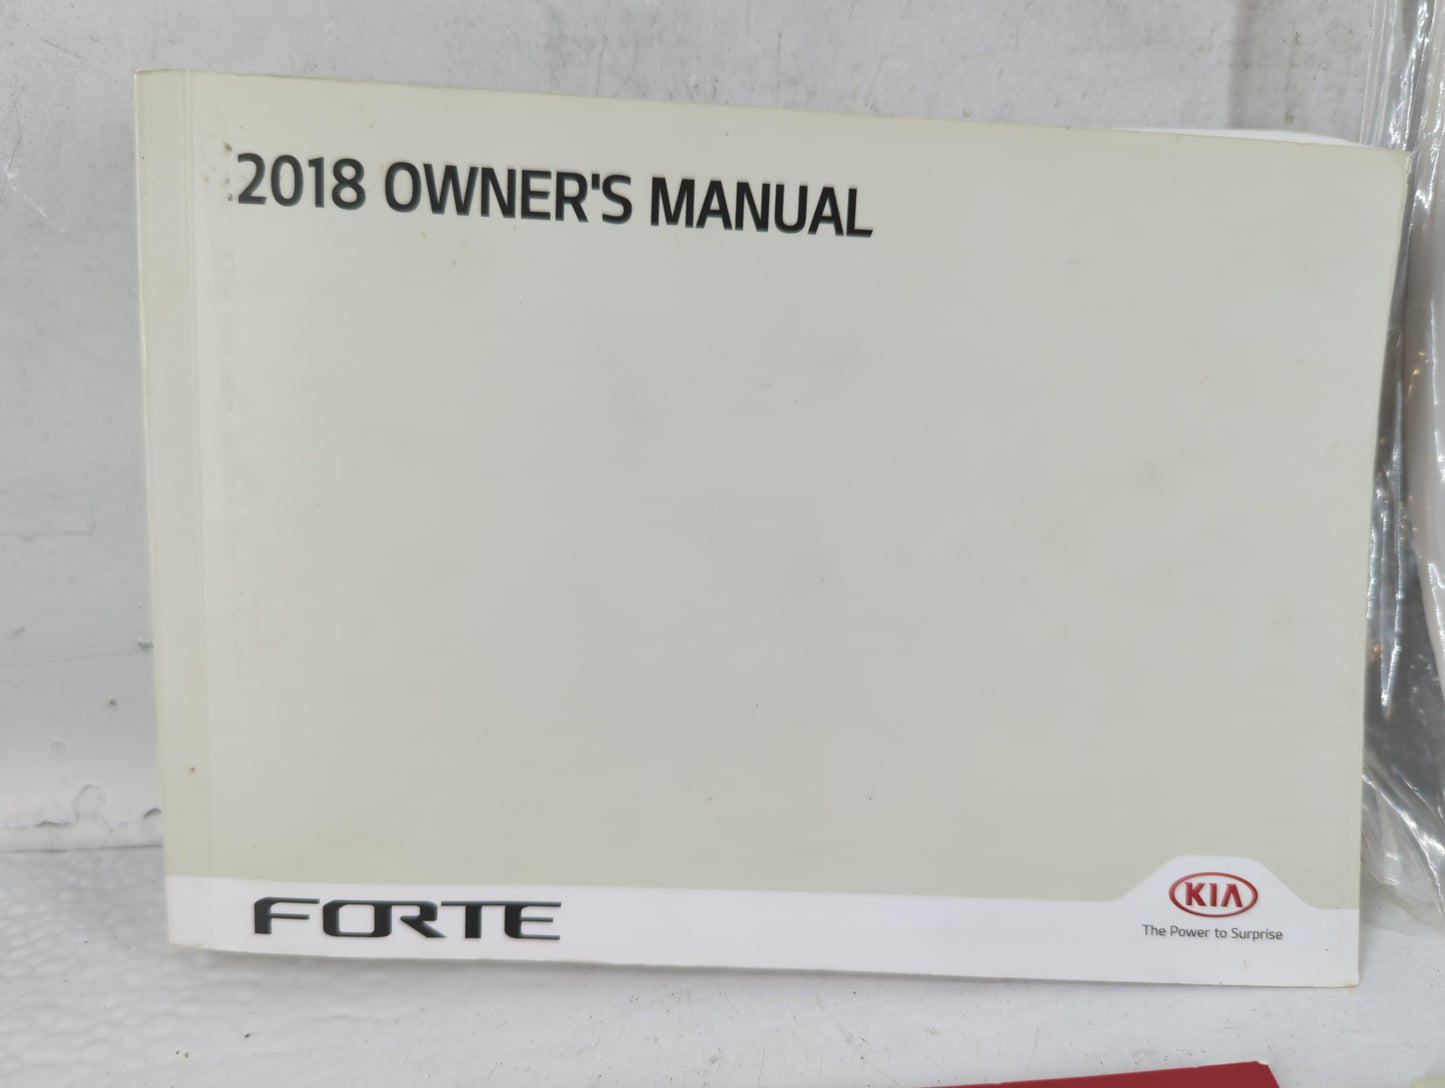 2018 OWNER'S MANUAL
FORTE
KIA
The Power to Surprise